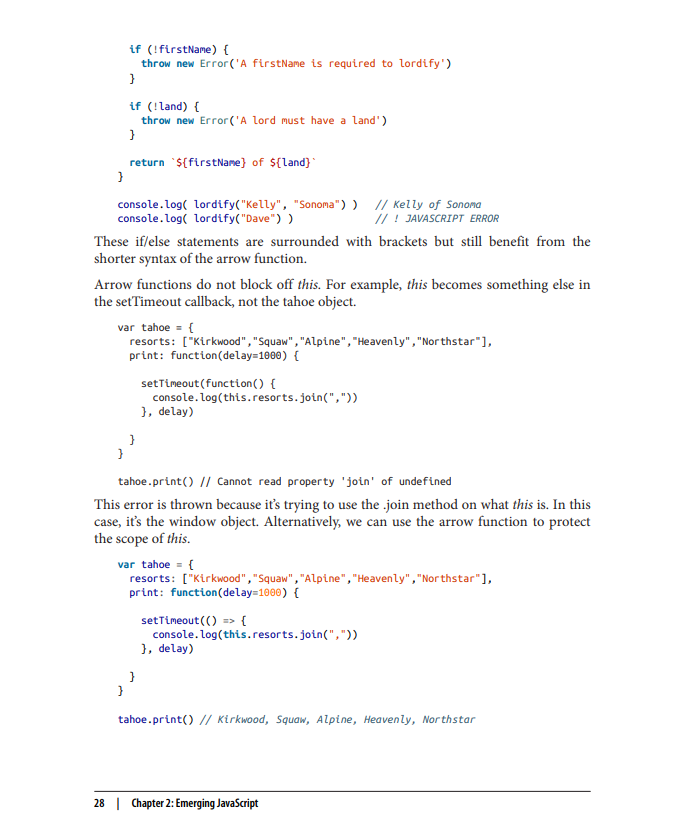 if (!firstName) {
throw new Error('A firstName is required to lordify')
}
if (!land) {
throw new Error('A lord must have a land')
}
return `${firstName} of ${land}`
}
console.log( lordify("Kelly", "Sonoma") ) // Kelly of Sonoma
console.log( lordify("Dave") ) // ! JAVASCRIPT ERROR
These if/else statements are surrounded with brackets but still benefit from the
shorter syntax of the arrow function.
Arrow functions do not block off this. For example, this becomes something else in
the setTimeout callback, not the tahoe object.
var tahoe = {
resorts: ["Kirkwood","Squaw","Alpine","Heavenly","Northstar"],
print: function(delay=1000) {
setTimeout(function() {
console.log(this.resorts.join(","))
}, delay)
}
}
tahoe.print() // Cannot read property 'join' of undefined
This error is thrown because it’s trying to use the .join method on what this is. In this
case, it’s the window object. Alternatively, we can use the arrow function to protect
the scope of this.
var tahoe = {
resorts: ["Kirkwood","Squaw","Alpine","Heavenly","Northstar"],
print: function(delay=1000) {
setTimeout(() => {
console.log(this.resorts.join(","))
}, delay)
}
}
tahoe.print() // Kirkwood, Squaw, Alpine, Heavenly, Northstar
28 | Chapter 2: Emerging JavaScript